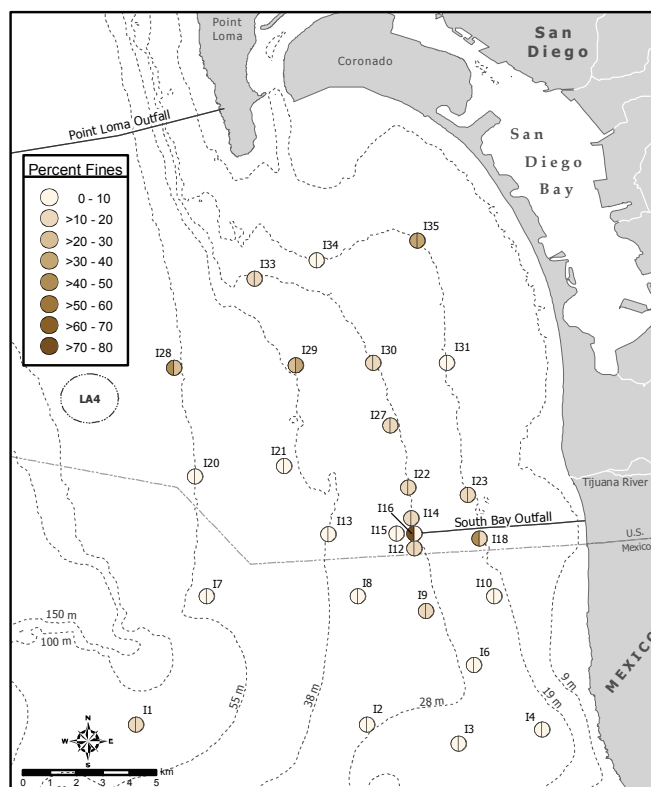 Point
Loma
San
Diego
Coronado
Point Loma Outfall
San
Diego
Bay
Percent Fines
0 - 10
>10 - 20
>20 - 30
>30 - 40
>40 - 50
>50 - 60
>60 - 70
>70 - 80
I35
I34
I33
I28
I29
I30
I31
LA4
I27
I21
I20
I22
I23
Tijuana River
I16
I14
South Bay Outfall
I13
I15
I18
U.S.
Mexico
I12
I7
I8
I10
I9
150 m
100 m
I6
55 m
38 m
28 m
19 m
9 m
MEXICO
I1
I2
I3
I4
N
W E
S
km
0 1 2 3 4 5